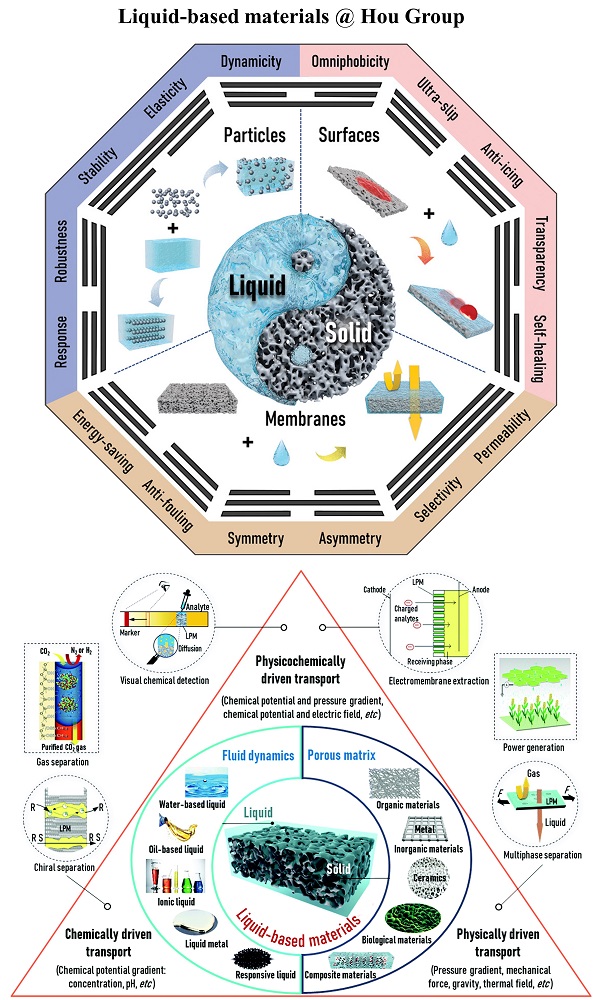 Liquid-based materials @ Hou Group
Dynamicity
Omniphobicity
Elasticity
Ultra-slip
Stability
Anti-icing
Robustness
Transparency
Response
Self-healing
Energy-saving
Permeability
Anti-fouling
Selectivity
Symmetry
Asymmetry
Particles
Surfaces
+
+
Liquid
Solid
Membranes
+
Analyte
Marker
LPM
Diffusion
Visual chemical detection
LPM
Cathode
Anode
Charged
analytes
Receiving phase
Electromembrane extraction
Physicochemically
driven transport
(Chemical potential and pressure gradient,
chemical potential and electric field, etc)
CO2
N2 or H2
Purified CO2 gas
Gas separation
Power generation
R
R
LPM
R S
R S
Chiral separation
Gas
F
F
LPM
Liquid
Multiphase separation
Fluid dynamics
Porous matrix
Water-based liquid
Oil-based liquid
Ionic liquid
Liquid metal
Responsive liquid
Organic materials
Metal
Inorganic materials
Ceramics
Biological materials
Composite materials
Liquid
Solid
Liquid-based materials
Chemically driven
transport
(Chemical potential gradient:
concentration, pH, etc)
Physically driven
transport
(Pressure gradient, mechanical
force, gravity, thermal field, etc)